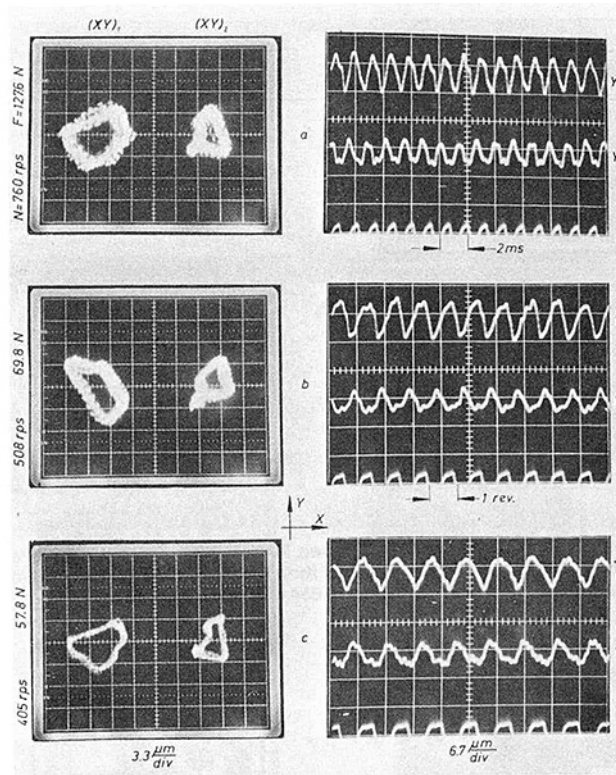 (XY)₁ (XY)₂
N=760 rps F=127.6 N
a
Y
Y
2ms
508 rps 69.8 N
b
1 rev.
Y
X
405 rps 57.8 N
c
3.3 μm/div
6.7 μm/div